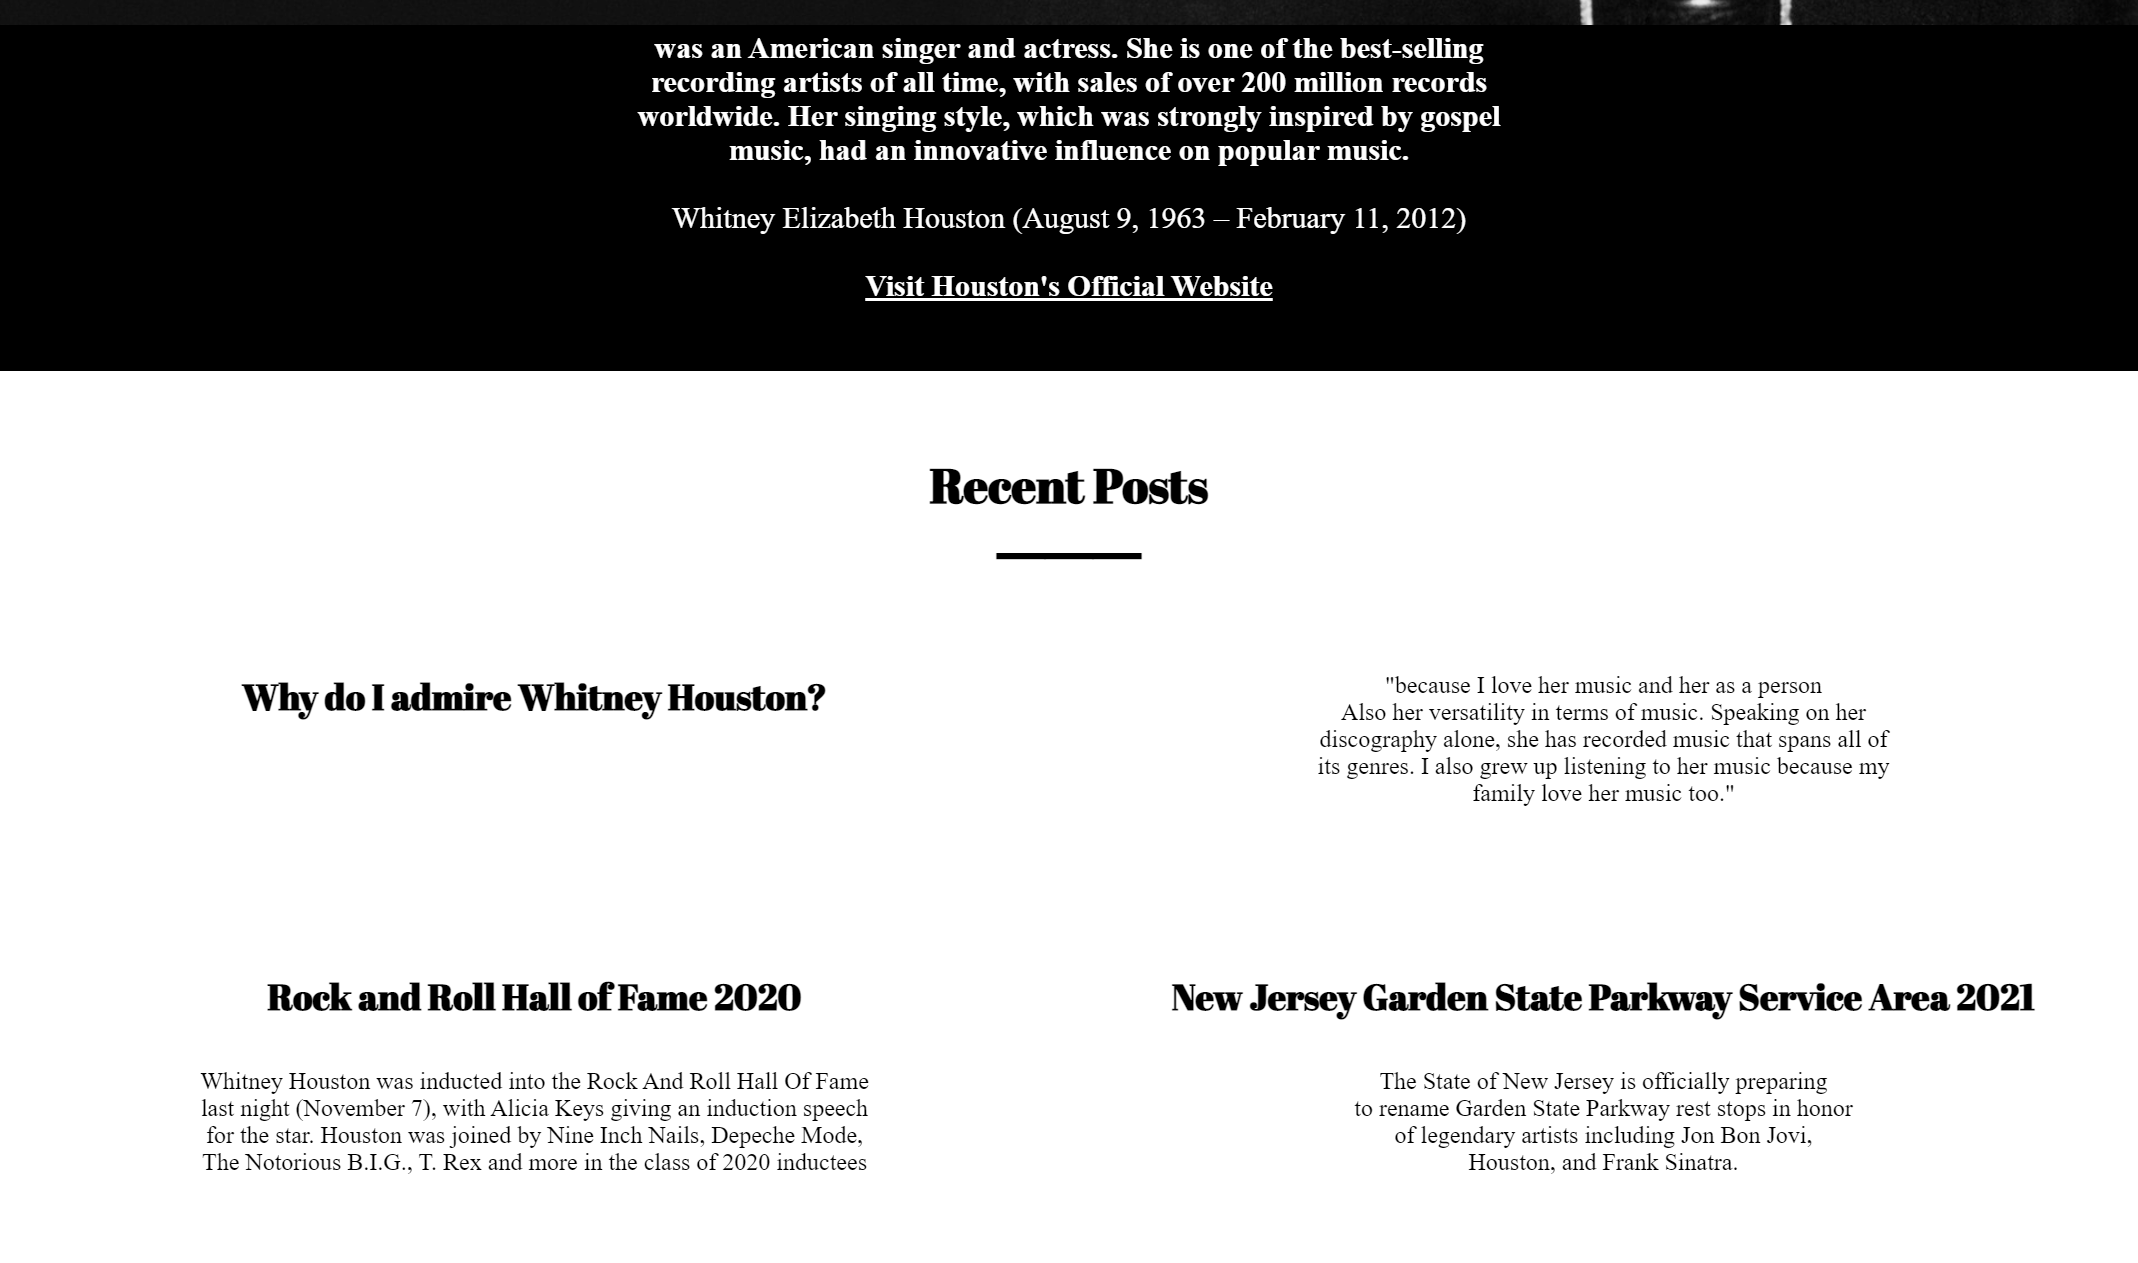 was an American singer and actress. She is one of the best-selling
recording artists of all time, with sales of over 200 million records
worldwide. Her singing style, which was strongly inspired by gospel
music, had an innovative influence on popular music.
Whitney Elizabeth Houston (August 9, 1963 – February 11, 2012)
Visit Houston's Official Website
Recent Posts
Why do I admire Whitney Houston?
"because I love her music and her as a person
Also her versatility in terms of music. Speaking on her
discography alone, she has recorded music that spans all of
its genres. I also grew up listening to her music because my
family love her music too."
Rock and Roll Hall of Fame 2020
Whitney Houston was inducted into the Rock And Roll Hall Of Fame
last night (November 7), with Alicia Keys giving an induction speech
for the star. Houston was joined by Nine Inch Nails, Depeche Mode,
The Notorious B.I.G., T. Rex and more in the class of 2020 inductees
New Jersey Garden State Parkway Service Area 2021
The State of New Jersey is officially preparing
to rename Garden State Parkway rest stops in honor
of legendary artists including Jon Bon Jovi,
Houston, and Frank Sinatra.